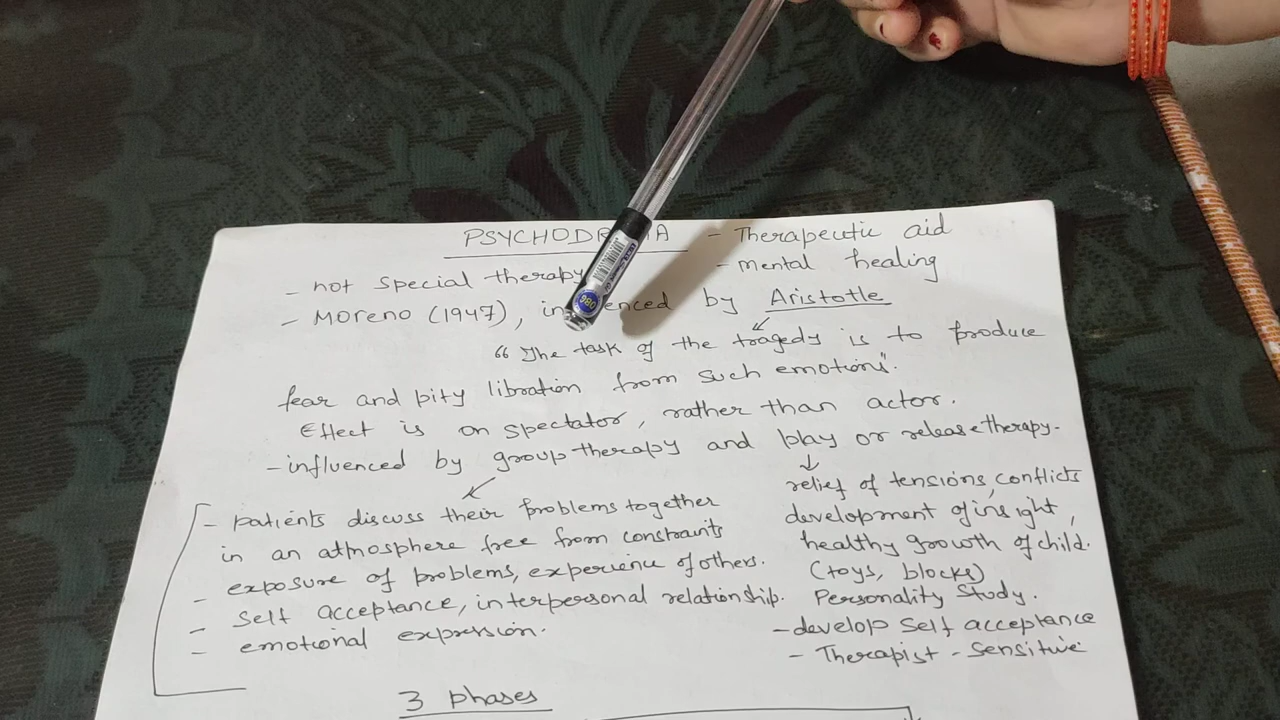 PSYCHODRAMA - Therapeutic aid
- not special therapy - mental healing
- Moreno (1947), influenced by Aristotle
"The task of the tragedy is to produce
fear and pity libration from such emotions".
Effect is on spectator, rather than actor.
- influenced by group therapy and play or release therapy.
- patients discuss their problems together
in an atmosphere free from constraints
- exposure of problems, experience of others.
- self acceptance, interpersonal relationship.
- emotional expression.
relief of tensions, conflicts
development of insight,
healthy growth of child.
(toys, blocks)
Personality Study.
- develop self acceptance
- Therapist - sensitive
3 phases
080